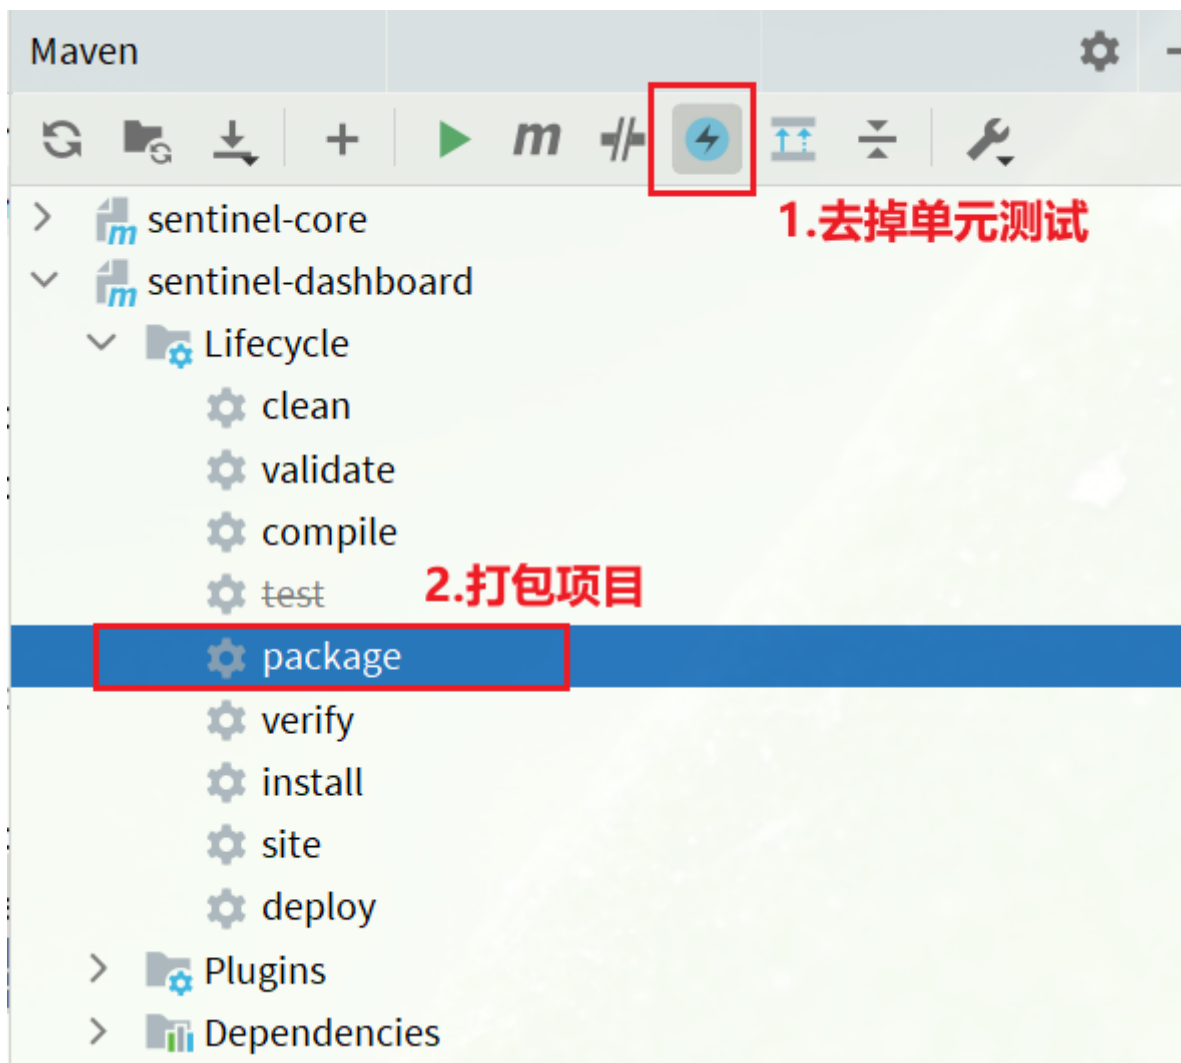 Maven
1.去掉单元测试
sentinel-core
sentinel-dashboard
Lifecycle
clean
validate
compile
test
2.打包项目
package
verify
install
site
deploy
Plugins
Dependencies